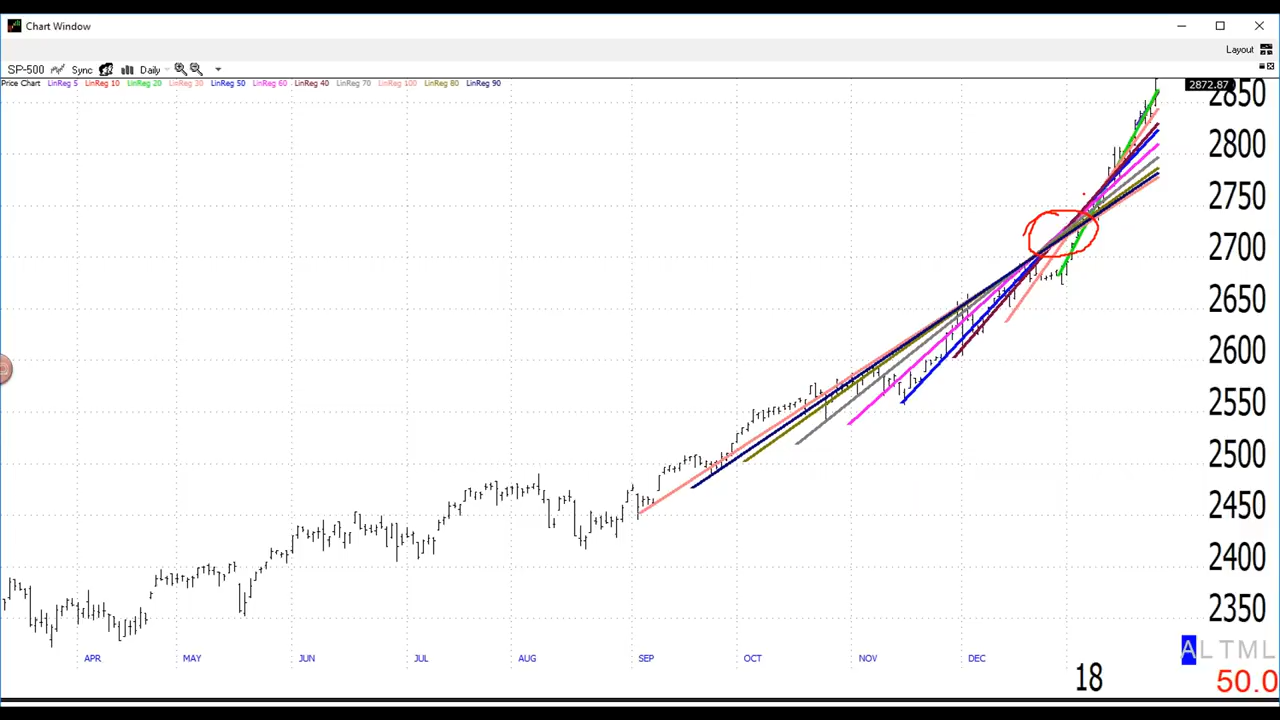 Chart Window
Layout
SP-500 Sync Daily
Price Chart LinReg 5 LinReg 10 LinReg 20 LinReg 30 LinReg 50 LinReg 60 LinReg 40 LinReg 70 LinReg 100 LinReg 80 LinReg 90
2872.87
2850
2800
2750
2700
2650
2600
2550
2500
2450
2400
2350
APR MAY JUN JUL AUG SEP OCT NOV DEC
18
A L T M L
50.0